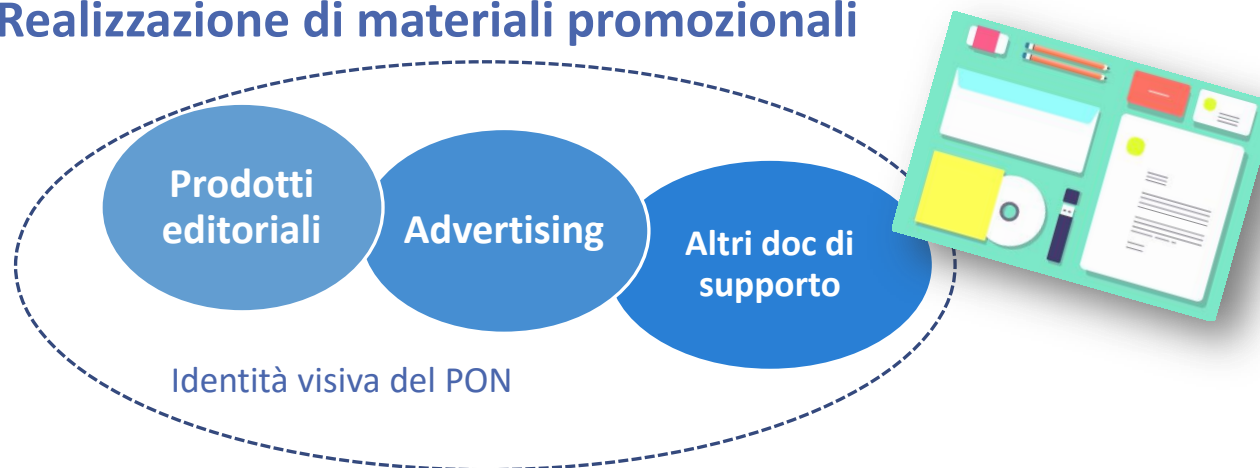 Realizzazione di materiali promozionali
Prodotti
editoriali
Advertising
Altri doc di
supporto
Identità visiva del PON